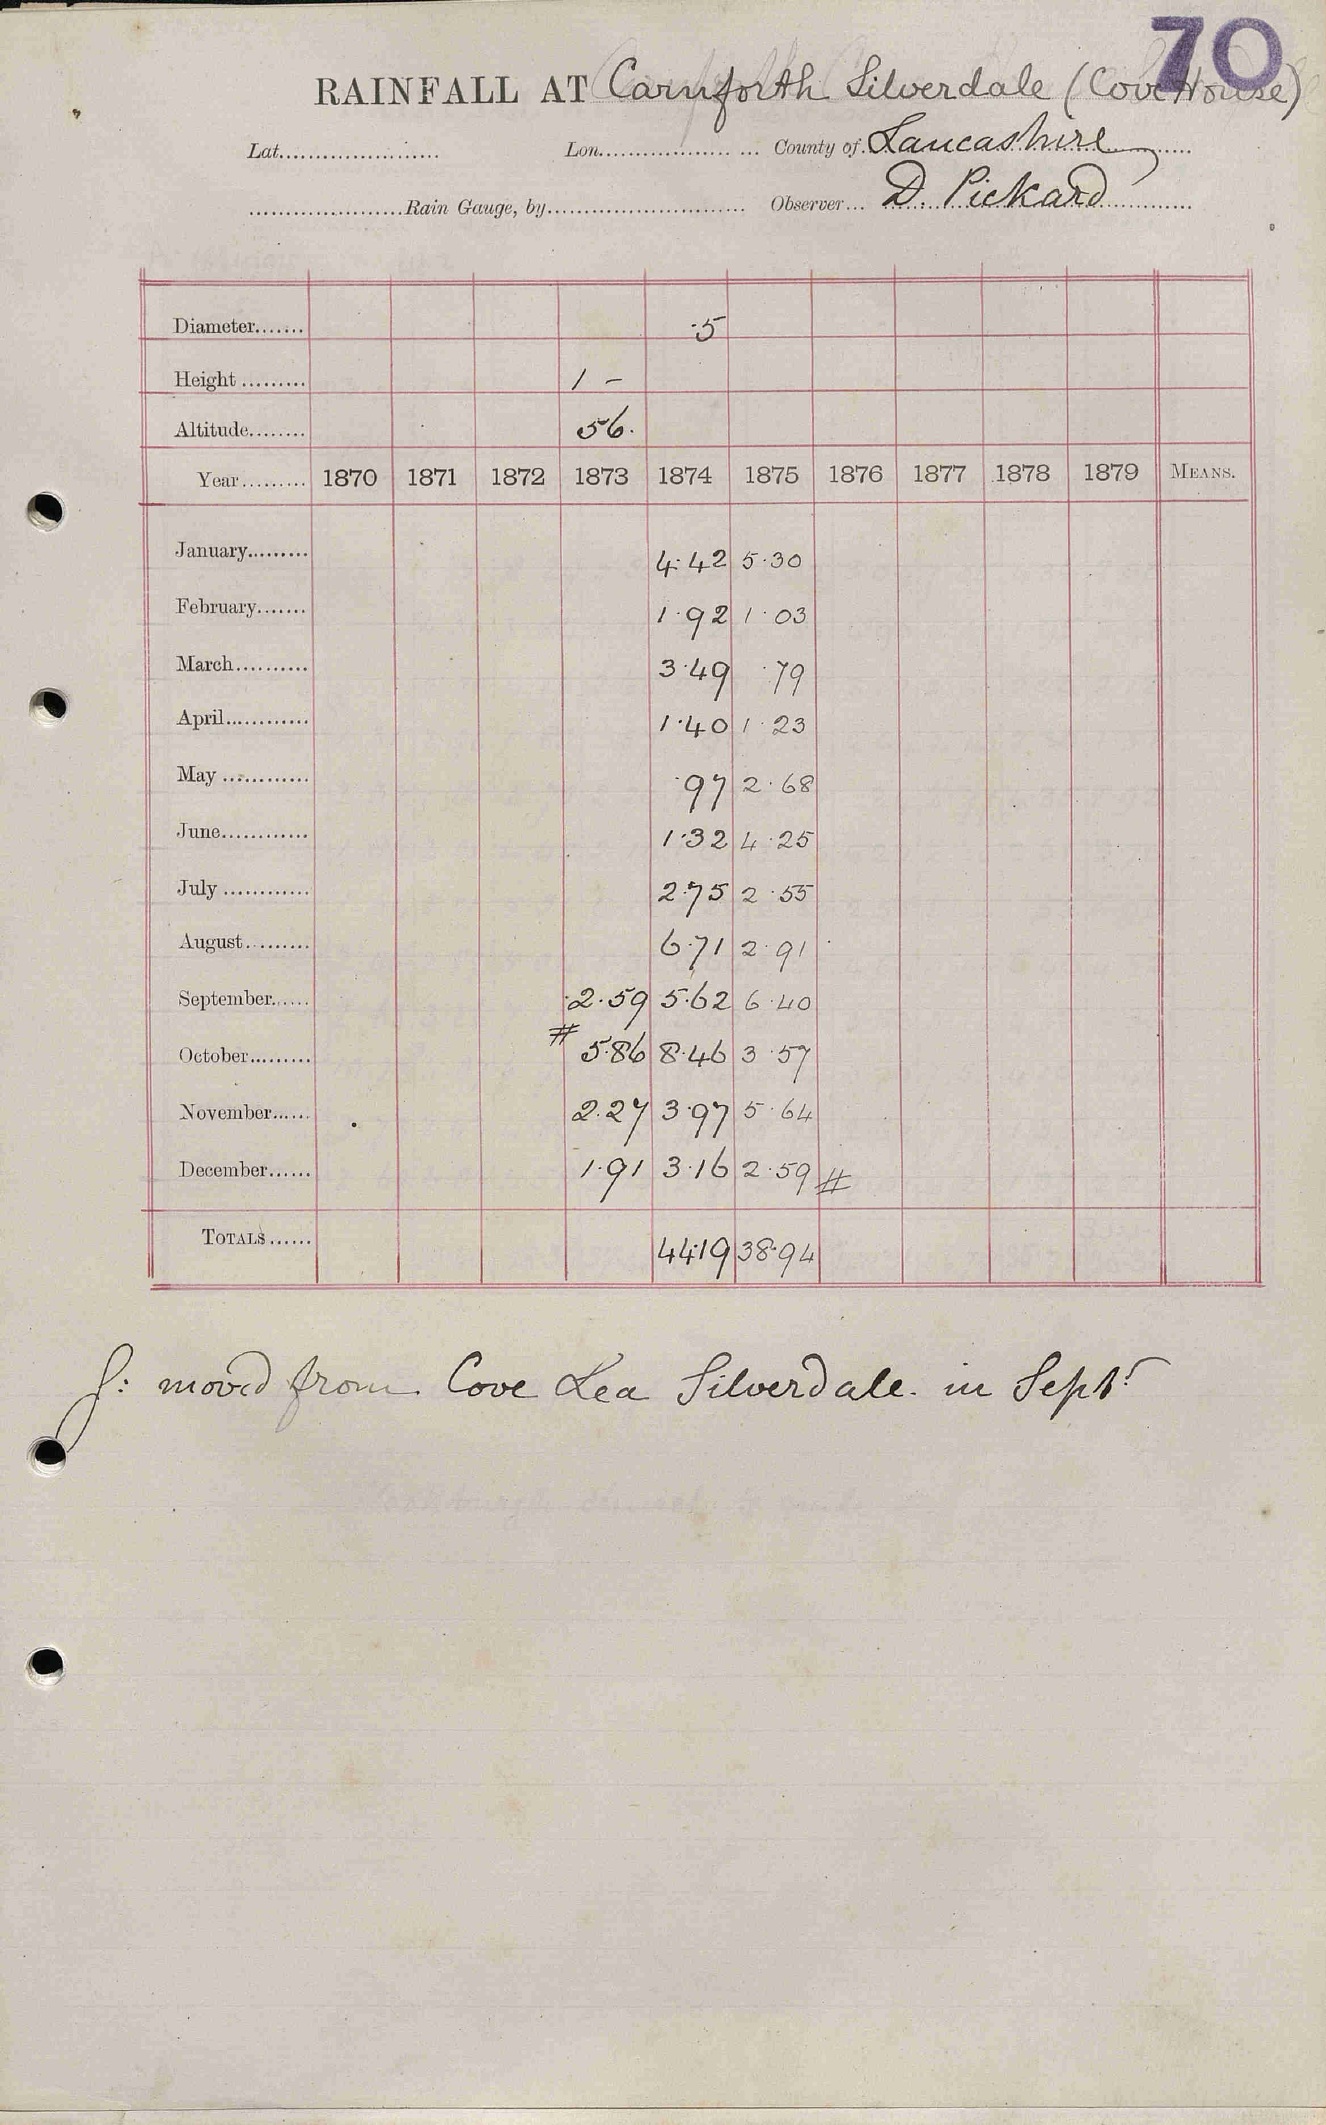 70
RAINFALL AT Carnforth Silverdale (Cove House)
Lat...................... Lon...................... County of Lancashire
......................Rain Gauge, by............................ Observer... D. Pickard
Diameter....... ·5
Height ......... 1 –
Altitude........ 56.
Year......... 1870 1871 1872 1873 1874 1875 1876 1877 1878 1879 MEANS.
January......... 4·42 5·30
February....... 1·92 1·03
March.......... 3·49 ·79
April............ 1·40 1·23
May ............ ·97 2·68
June............ 1·32 4·25
July ............ 2·75 2·55
August......... 6·71 2·91
September...... 2·59 5·62 6·40
October......... # 5·86 8·46 3·57
November...... 2·27 3·97 5·64
December...... 1·91 3·16 2·59 #
TOTALS...... 44·19 38·94
moved from Cove Lea Silverdale in Septr